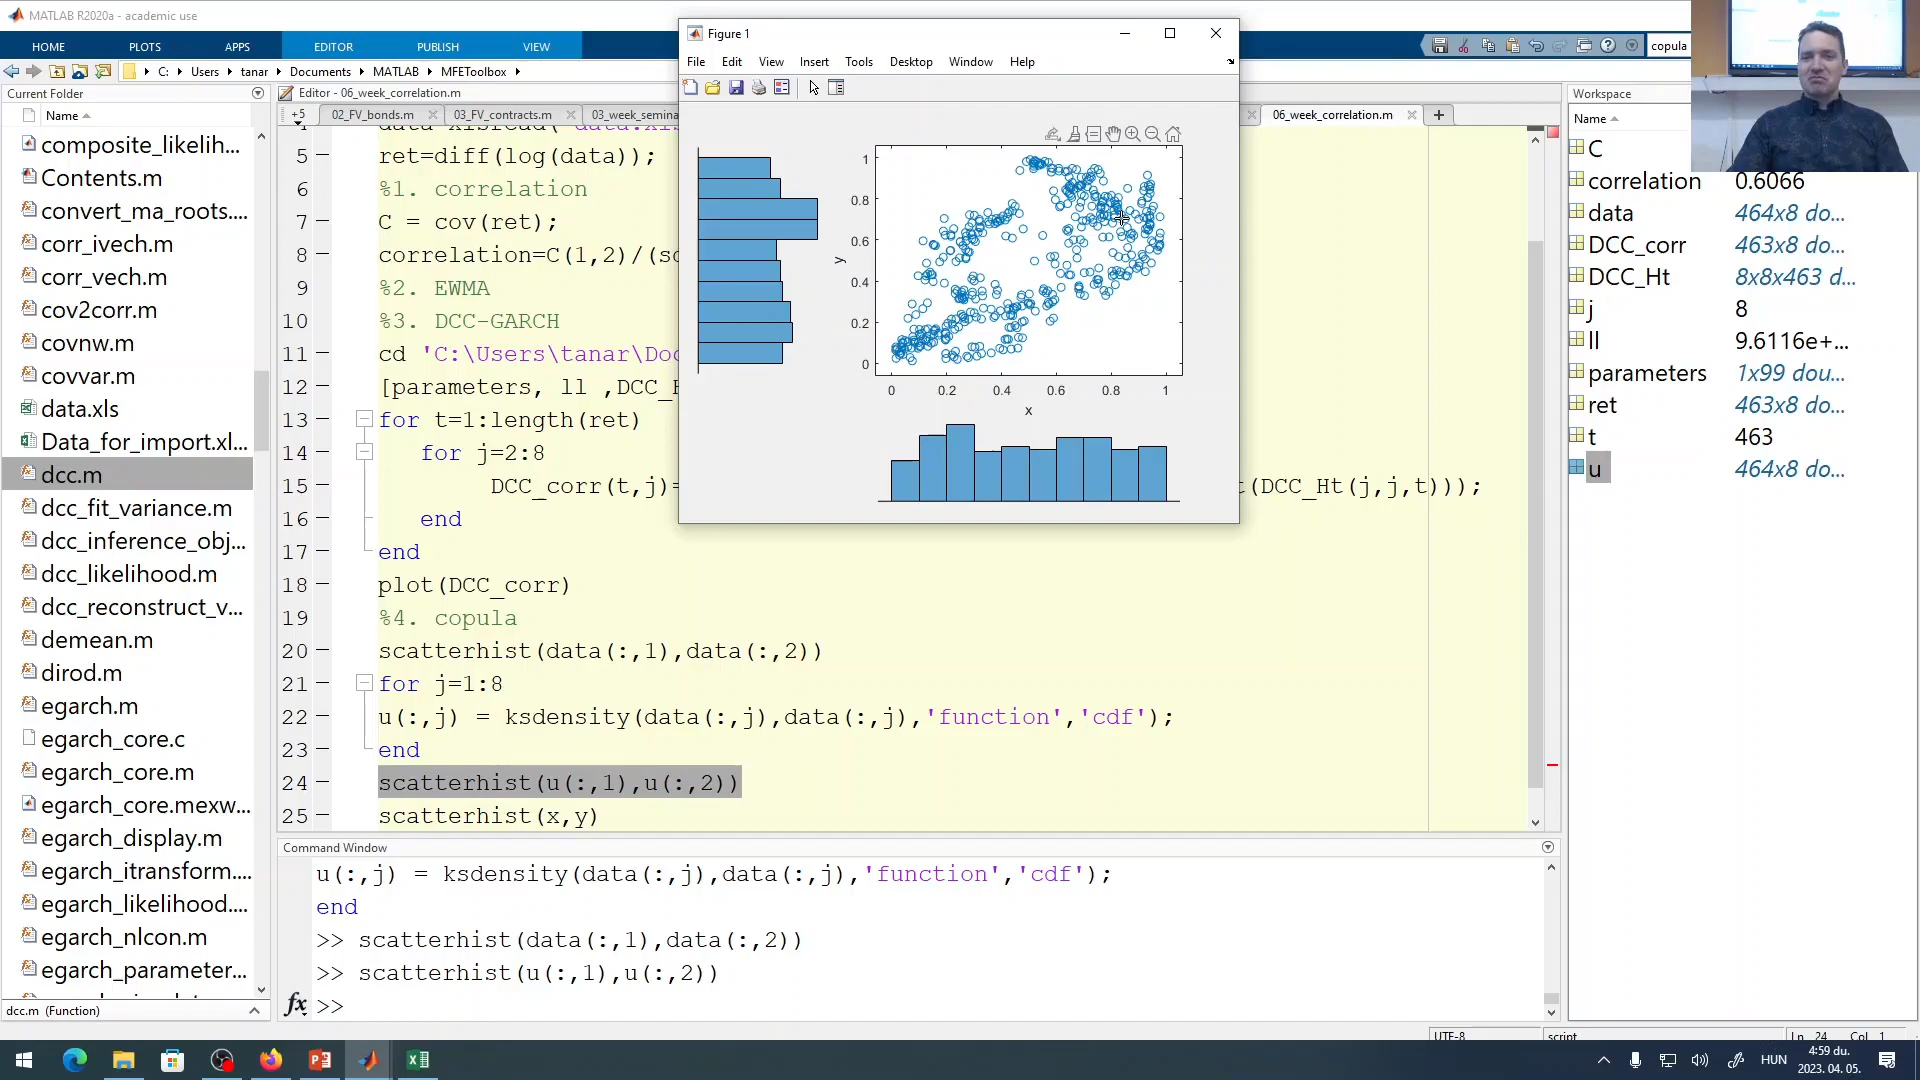 MATLAB R2020a - academic use
HOME PLOTS APPS EDITOR PUBLISH VIEW
copula
C: Users tanar Documents MATLAB MFEToolbox
Current Folder
Name
composite_likelih...
Contents.m
convert_ma_roots....
corr_ivech.m
corr_vech.m
cov2corr.m
covnw.m
covvar.m
data.xls
Data_for_import.xl...
dcc.m
dcc_fit_variance.m
dcc_inference_obj...
dcc_likelihood.m
dcc_reconstruct_v...
demean.m
dirod.m
egarch.m
egarch_core.c
egarch_core.m
egarch_core.mexw...
egarch_display.m
egarch_itransform....
egarch_likelihood....
egarch_nlcon.m
egarch_parameter...
dcc.m (Function)
Editor - 06_week_correlation.m
+5 02_FV_bonds.m 03_FV_contracts.m 03_week_semina 06_week_correlation.m
5 ret=diff(log(data));
6 %1. correlation
7 C = cov(ret);
8 correlation=C(1,2)/(sq
9 %2. EWMA
10 %3. DCC-GARCH
11 cd 'C:\Users\tanar\Doc
12 [parameters, ll ,DCC_H
13 for t=1:length(ret)
14 for j=2:8
15 DCC_corr(t,j)= t(DCC_Ht(j,j,t)));
16 end
17 end
18 plot(DCC_corr)
19 %4. copula
20 scatterhist(data(:,1),data(:,2))
21 for j=1:8
22 u(:,j) = ksdensity(data(:,j),data(:,j),'function','cdf');
23 end
24 scatterhist(u(:,1),u(:,2))
25 scatterhist(x,y)
Figure 1
File Edit View Insert Tools Desktop Window Help
1
0.8
0.6
y
0.4
0.2
0
0 0.2 0.4 0.6 0.8 1
x
Command Window
u(:,j) = ksdensity(data(:,j),data(:,j),'function','cdf');
end
>> scatterhist(data(:,1),data(:,2))
>> scatterhist(u(:,1),u(:,2))
fx >>
Workspace
Name
C
correlation 0.6066
data 464x8 do...
DCC_corr 463x8 do...
DCC_Ht 8x8x463 d...
j 8
ll 9.6116e+...
parameters 1x99 dou...
ret 463x8 do...
t 463
u 464x8 do...
UTF-8 script Ln 24 Col 1
HUN
4:59 du.
2023. 04. 05.